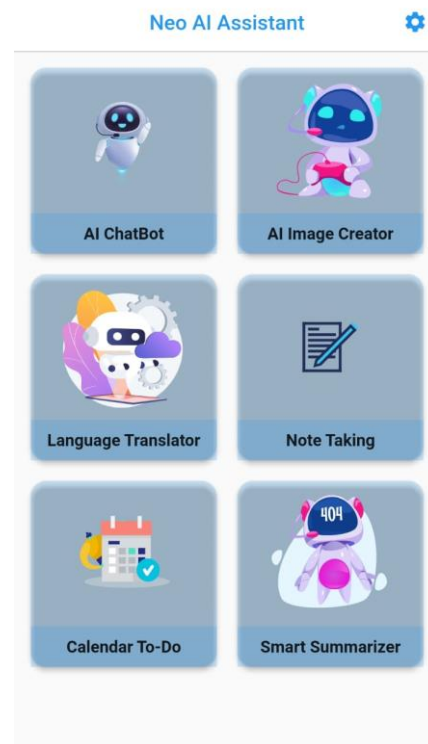 Neo AI Assistant
AI ChatBot
AI Image Creator
Language Translator
Note Taking
404
Calendar To-Do
Smart Summarizer